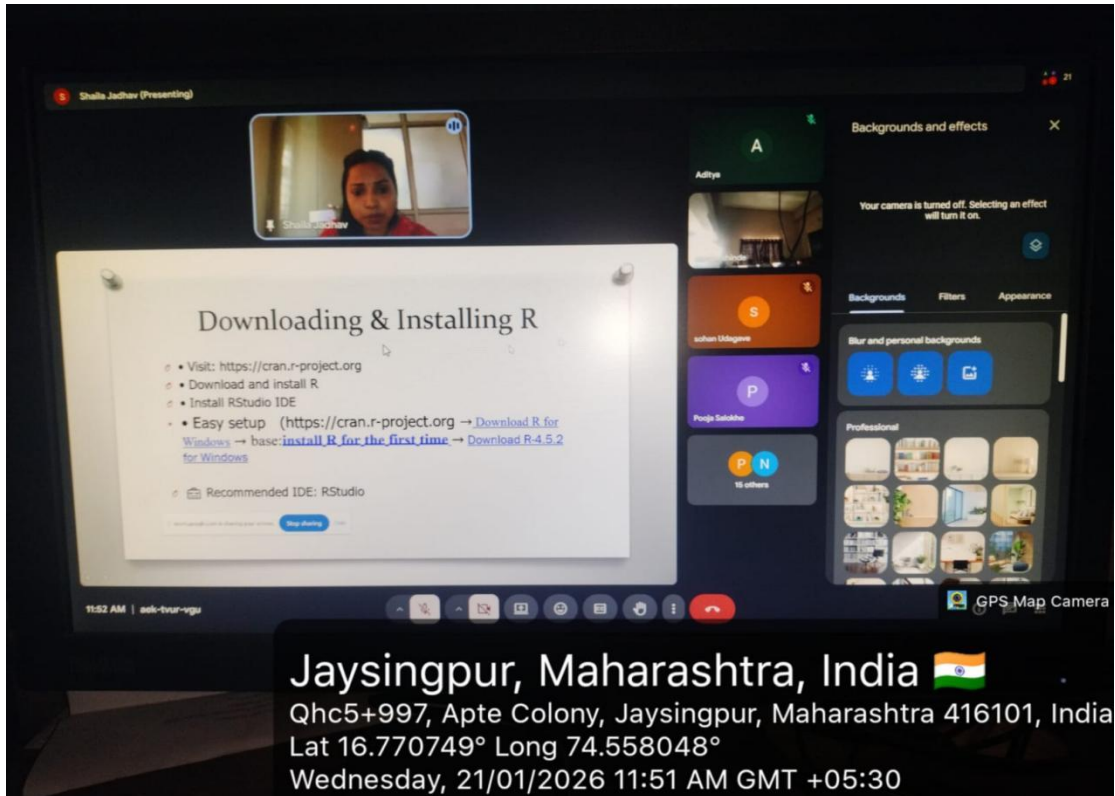 S Shaila Jadhav (Presenting)
21
Shaila Jadhav
A
Aditya
S
sohan Udagave
P
Pooja Salokhe
P N
15 others
Backgrounds and effects
Your camera is turned off. Selecting an effect
will turn it on.
Backgrounds Filters Appearance
Blur and personal backgrounds
Professional
Downloading & Installing R
• Visit: https://cran.r-project.org
• Download and install R
• Install RStudio IDE
• Easy setup (https://cran.r-project.org → Download R for
Windows → base:install R for the first time → Download R-4.5.2
for Windows
Recommended IDE: RStudio
Stop sharing
11:52 AM | aek-tvur-vgu
GPS Map Camera
Jaysingpur, Maharashtra, India
Qhc5+997, Apte Colony, Jaysingpur, Maharashtra 416101, India
Lat 16.770749° Long 74.558048°
Wednesday, 21/01/2026 11:51 AM GMT +05:30